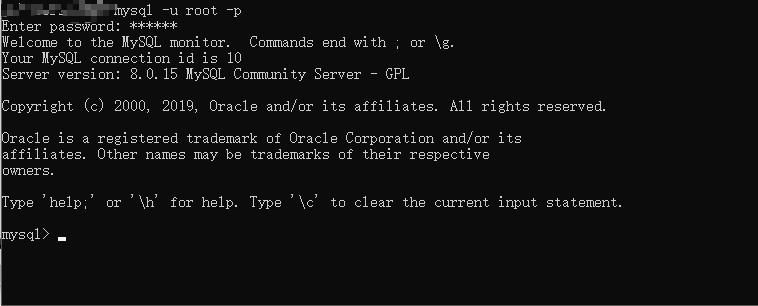 mysql -u root -p
Enter password: ******
Welcome to the MySQL monitor.  Commands end with ; or \g.
Your MySQL connection id is 10
Server version: 8.0.15 MySQL Community Server - GPL
Copyright (c) 2000, 2019, Oracle and/or its affiliates. All rights reserved.
Oracle is a registered trademark of Oracle Corporation and/or its
affiliates. Other names may be trademarks of their respective
owners.
Type 'help;' or '\h' for help. Type '\c' to clear the current input statement.
mysql> _